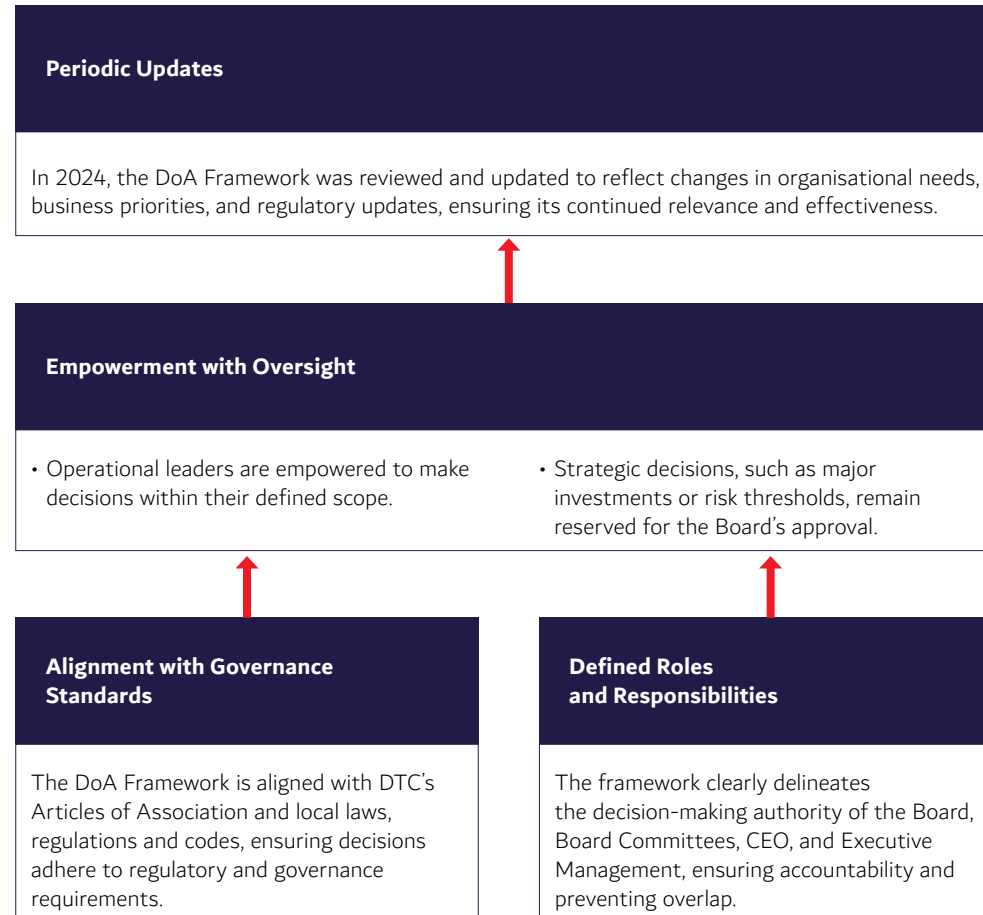 Periodic Updates
In 2024, the DoA Framework was reviewed and updated to reflect changes in organisational needs,
business priorities, and regulatory updates, ensuring its continued relevance and effectiveness.
Empowerment with Oversight
• Operational leaders are empowered to make
decisions within their defined scope.
• Strategic decisions, such as major
investments or risk thresholds, remain
reserved for the Board’s approval.
Alignment with Governance
Standards
The DoA Framework is aligned with DTC’s
Articles of Association and local laws,
regulations and codes, ensuring decisions
adhere to regulatory and governance
requirements.
Defined Roles
and Responsibilities
The framework clearly delineates
the decision-making authority of the Board,
Board Committees, CEO, and Executive
Management, ensuring accountability and
preventing overlap.